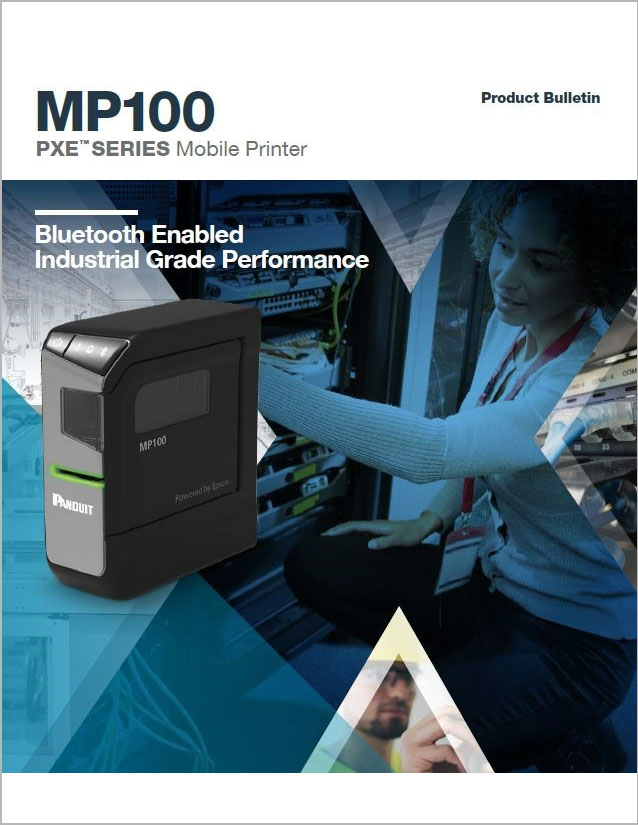 MP100
PXE™ SERIES Mobile Printer
Product Bulletin
Bluetooth Enabled
Industrial Grade Performance
MP100
Powered by Epson
PANDUIT